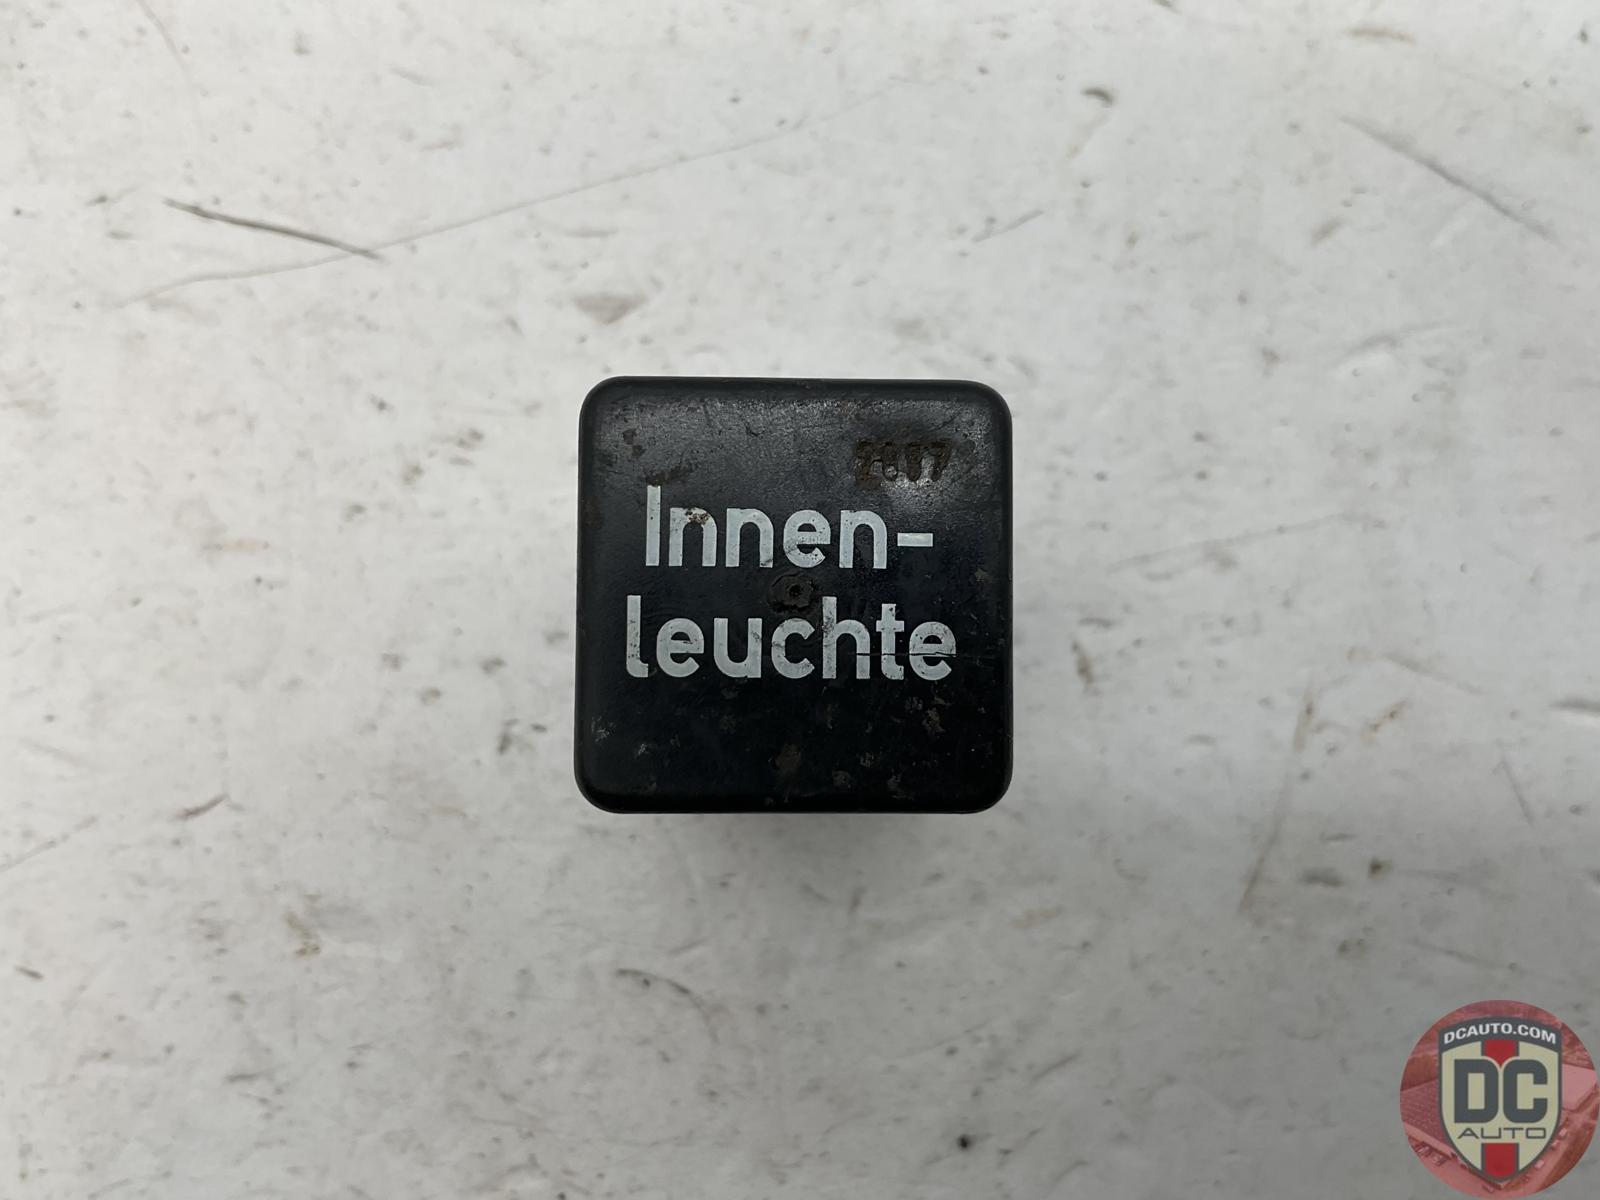 Innen-
leuchte
DCAUTO.COM
DC
AUTO